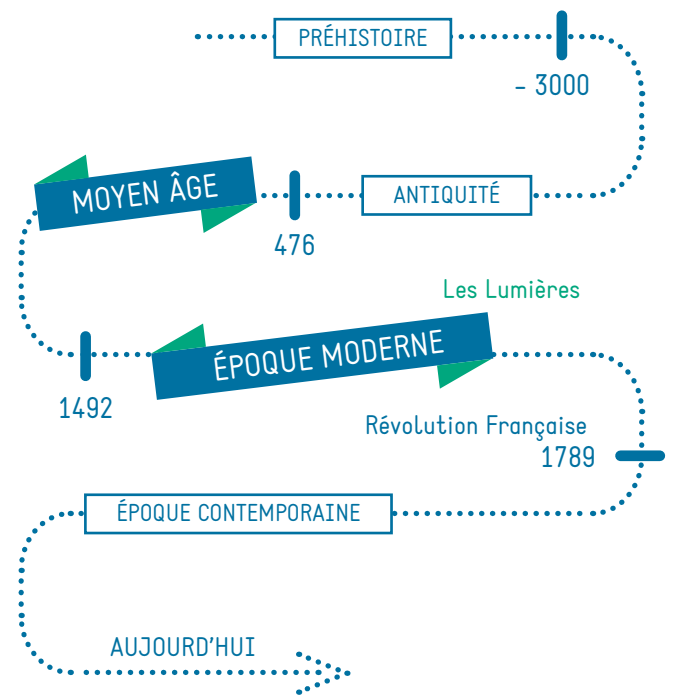 PRÉHISTOIRE
- 3000
ANTIQUITÉ
476
MOYEN ÂGE
1492
ÉPOQUE MODERNE
Les Lumières
Révolution Française
1789
ÉPOQUE CONTEMPORAINE
AUJOURD'HUI